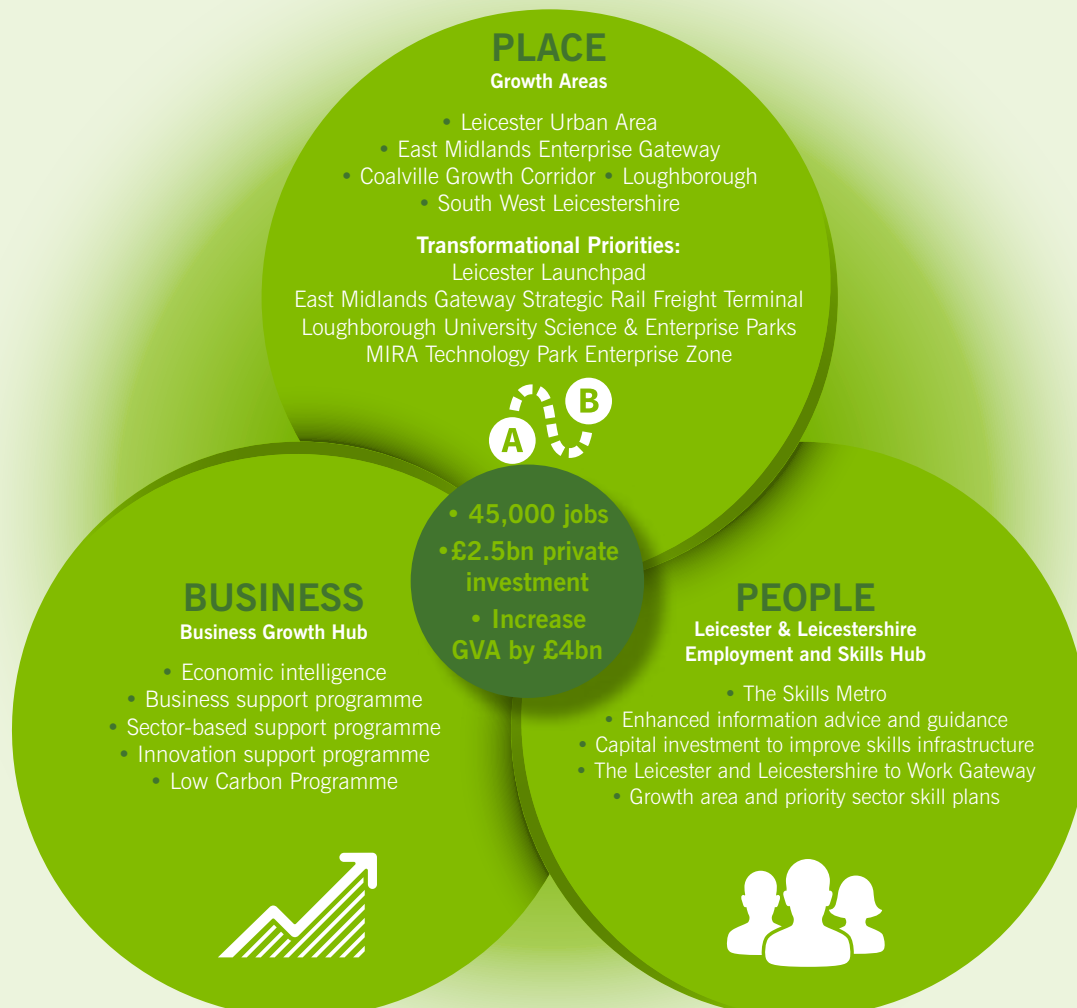 PLACE
Growth Areas
• Leicester Urban Area
• East Midlands Enterprise Gateway
• Coalville Growth Corridor • Loughborough
• South West Leicestershire
Transformational Priorities:
Leicester Launchpad
East Midlands Gateway Strategic Rail Freight Terminal
Loughborough University Science & Enterprise Parks
MIRA Technology Park Enterprise Zone
A B
• 45,000 jobs
• £2.5bn private
investment
• Increase
GVA by £4bn
BUSINESS
Business Growth Hub
• Economic intelligence
• Business support programme
• Sector-based support programme
• Innovation support programme
• Low Carbon Programme
PEOPLE
Leicester & Leicestershire
Employment and Skills Hub
• The Skills Metro
• Enhanced information advice and guidance
• Capital investment to improve skills infrastructure
• The Leicester and Leicestershire to Work Gateway
• Growth area and priority sector skill plans